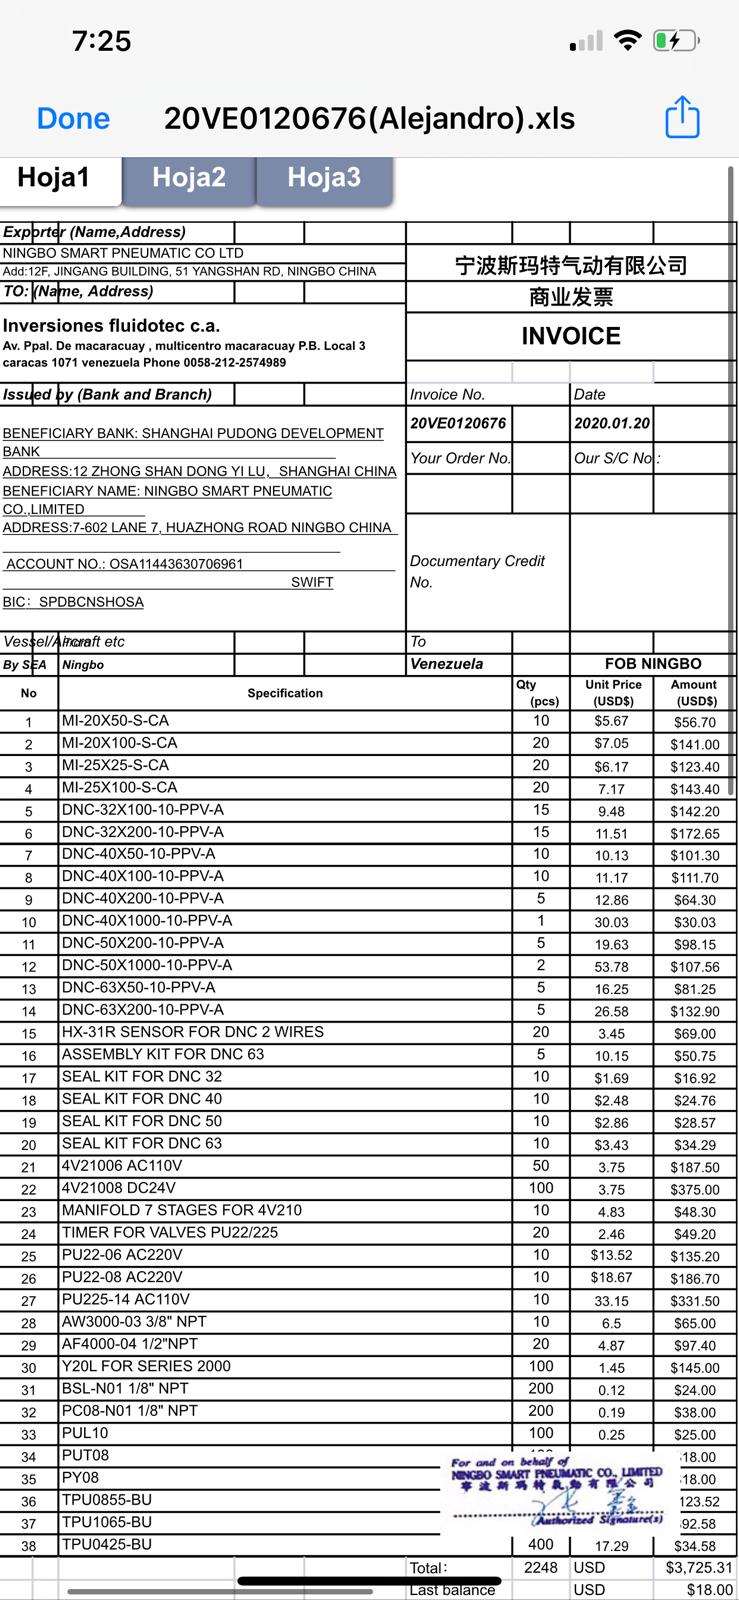 7:25
Done 20VE0120676(Alejandro).xls
Hoja1 Hoja2 Hoja3
Exporter (Name,Address)
NINGBO SMART PNEUMATIC CO LTD
Add:12F, JINGANG BUILDING, 51 YANGSHAN RD, NINGBO CHINA
TO: (Name, Address)
Inversiones fluidotec c.a.
Av. Ppal. De macaracuay , multicentro macaracuay P.B. Local 3
caracas 1071 venezuela Phone 0058-212-2574989
宁波斯玛特气动有限公司
商业发票
INVOICE
Issued by (Bank and Branch)
BENEFICIARY BANK: SHANGHAI PUDONG DEVELOPMENT
BANK
ADDRESS:12 ZHONG SHAN DONG YI LU, SHANGHAI CHINA
BENEFICIARY NAME: NINGBO SMART PNEUMATIC
CO.,LIMITED
ADDRESS:7-602 LANE 7, HUAZHONG ROAD NINGBO CHINA
ACCOUNT NO.: OSA11443630706961
SWIFT
BIC: SPDBCNSHOSA
Invoice No. Date
20VE0120676 2020.01.20
Your Order No. Our S/C No.:
Documentary Credit
No.
Vessel/Aircraft etc To
By SEA Ningbo Venezuela FOB NINGBO
No Specification Qty (pcs) Unit Price (USD$) Amount (USD$)
1 MI-20X50-S-CA 10 $5.67 $56.70
2 MI-20X100-S-CA 20 $7.05 $141.00
3 MI-25X25-S-CA 20 $6.17 $123.40
4 MI-25X100-S-CA 20 7.17 $143.40
5 DNC-32X100-10-PPV-A 15 9.48 $142.20
6 DNC-32X200-10-PPV-A 15 11.51 $172.65
7 DNC-40X50-10-PPV-A 10 10.13 $101.30
8 DNC-40X100-10-PPV-A 10 11.17 $111.70
9 DNC-40X200-10-PPV-A 5 12.86 $64.30
10 DNC-40X1000-10-PPV-A 1 30.03 $30.03
11 DNC-50X200-10-PPV-A 5 19.63 $98.15
12 DNC-50X1000-10-PPV-A 2 53.78 $107.56
13 DNC-63X50-10-PPV-A 5 16.25 $81.25
14 DNC-63X200-10-PPV-A 5 26.58 $132.90
15 HX-31R SENSOR FOR DNC 2 WIRES 20 3.45 $69.00
16 ASSEMBLY KIT FOR DNC 63 5 10.15 $50.75
17 SEAL KIT FOR DNC 32 10 $1.69 $16.92
18 SEAL KIT FOR DNC 40 10 $2.48 $24.76
19 SEAL KIT FOR DNC 50 10 $2.86 $28.57
20 SEAL KIT FOR DNC 63 10 $3.43 $34.29
21 4V21006 AC110V 50 3.75 $187.50
22 4V21008 DC24V 100 3.75 $375.00
23 MANIFOLD 7 STAGES FOR 4V210 10 4.83 $48.30
24 TIMER FOR VALVES PU22/225 20 2.46 $49.20
25 PU22-06 AC220V 10 $13.52 $135.20
26 PU22-08 AC220V 10 $18.67 $186.70
27 PU225-14 AC110V 10 33.15 $331.50
28 AW3000-03 3/8" NPT 10 6.5 $65.00
29 AF4000-04 1/2"NPT 20 4.87 $97.40
30 Y20L FOR SERIES 2000 100 1.45 $145.00
31 BSL-N01 1/8" NPT 200 0.12 $24.00
32 PC08-N01 1/8" NPT 200 0.19 $38.00
33 PUL10 100 0.25 $25.00
34 PUT08 18.00
35 PY08 18.00
36 TPU0855-BU 123.52
37 TPU1065-BU 92.58
38 TPU0425-BU 400 17.29 $34.58
For and on behalf of
NINGBO SMART PNEUMATIC CO., LIMITED
寧波斯瑪特氣動有限公司
Authorized Signature(s)
Total: 2248 USD $3,725.31
Last balance USD $18.00